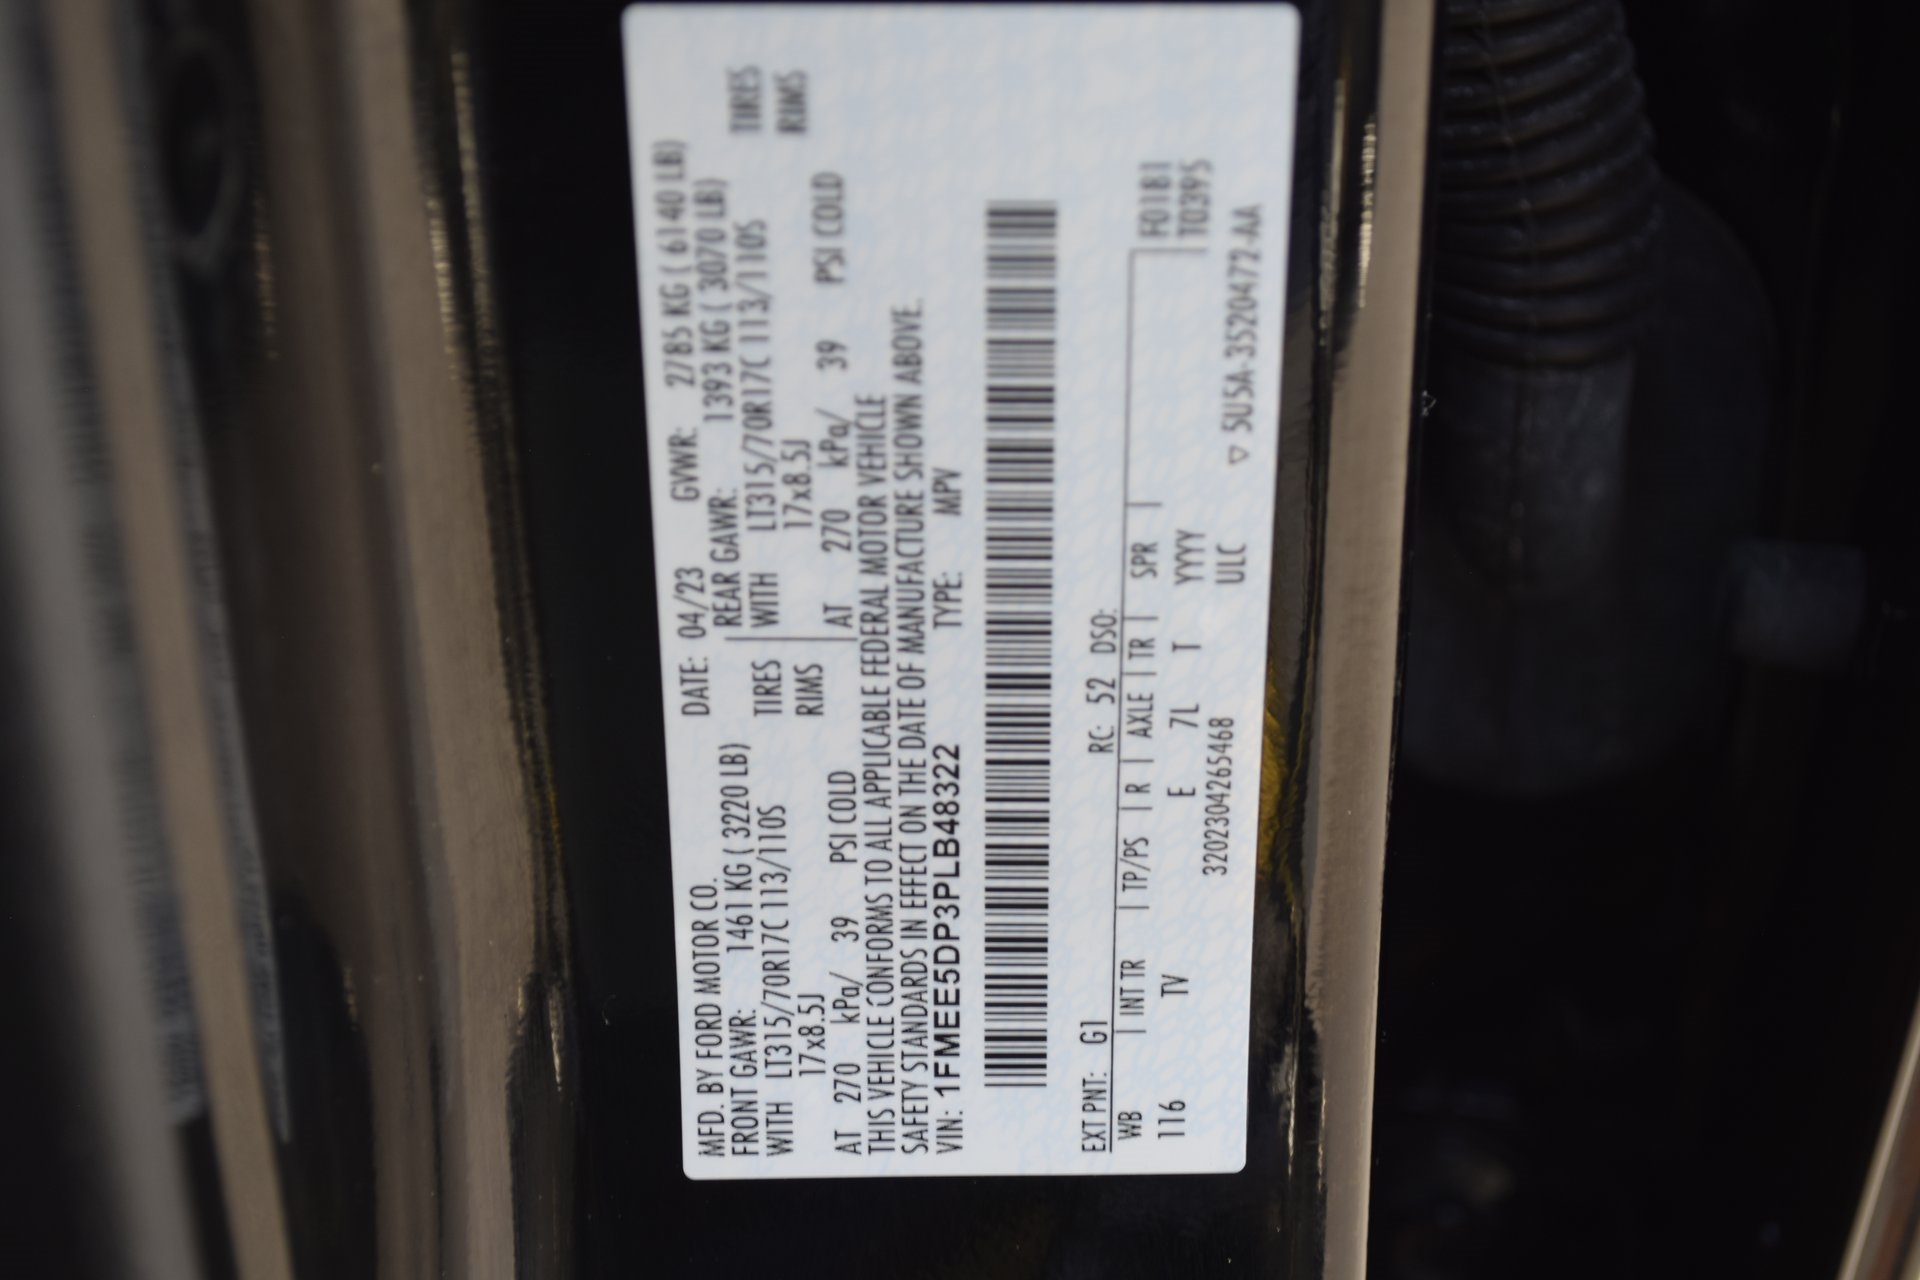 MFD. BY FORD MOTOR CO. DATE: 04/23 GVWR: 2785 KG ( 6140 LB)
FRONT GAWR: 1461 KG ( 3220 LB) REAR GAWR: 1393 KG ( 3070 LB)
WITH LT315/70R17C 113/110S TIRES WITH LT315/70R17C 113/110S TIRES
17x8.5J RIMS 17x8.5J RIMS
AT 270 kPa/ 39 PSI COLD AT 270 kPa/ 39 PSI COLD
THIS VEHICLE CONFORMS TO ALL APPLICABLE FEDERAL MOTOR VEHICLE
SAFETY STANDARDS IN EFFECT ON THE DATE OF MANUFACTURE SHOWN ABOVE.
VIN: 1FMEE5DP3PLB48322 TYPE: MPV
EXT PNT: G1 RC: 52 DSO:
WB INT TR TP/PS R AXLE TR SPR F0181
116 TV E 7L T YYYY T0395
3202304265468 ULC
▽ 5U5A-3520472-AA